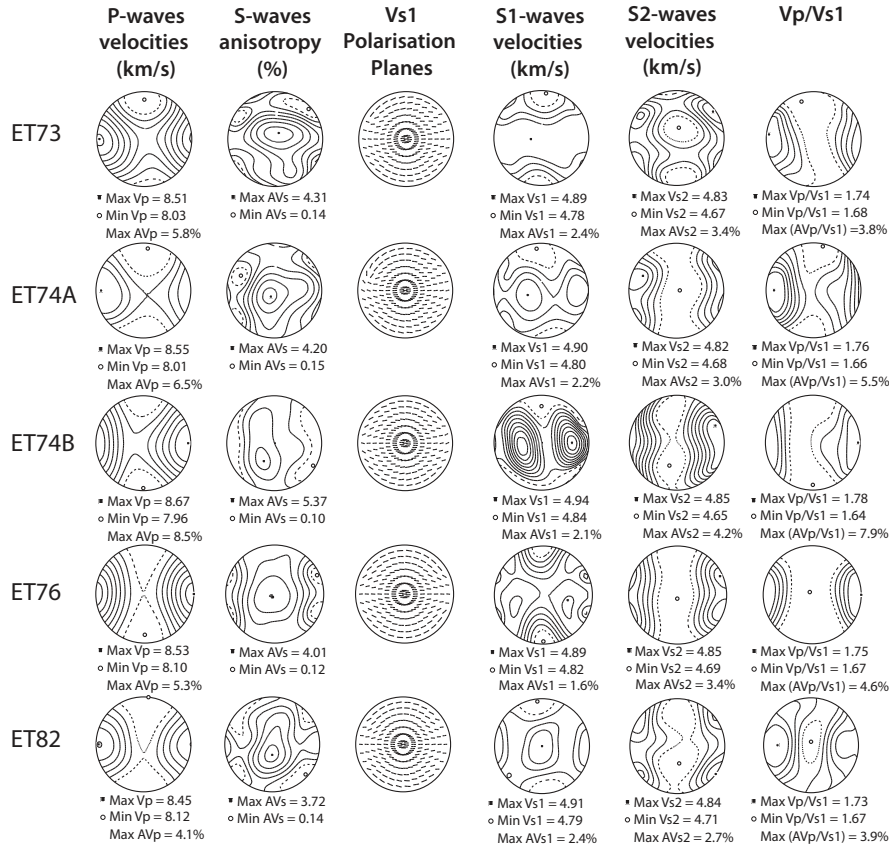 P-waves velocities (km/s)
S-waves anisotropy (%)
Vs1 Polarisation Planes
S1-waves velocities (km/s)
S2-waves velocities (km/s)
Vp/Vs1
ET73
Max Vp = 8.51
Min Vp = 8.03
Max AVp = 5.8%
Max AVs = 4.31
Min AVs = 0.14
Max Vs1 = 4.89
Min Vs1 = 4.78
Max AVs1 = 2.4%
Max Vs2 = 4.83
Min Vs2 = 4.67
Max AVs2 = 3.4%
Max Vp/Vs1 = 1.74
Min Vp/Vs1 = 1.68
Max (AVp/Vs1) =3.8%
ET74A
Max Vp = 8.55
Min Vp = 8.01
Max AVp = 6.5%
Max AVs = 4.20
Min AVs = 0.15
Max Vs1 = 4.90
Min Vs1 = 4.80
Max AVs1 = 2.2%
Max Vs2 = 4.82
Min Vs2 = 4.68
Max AVs2 = 3.0%
Max Vp/Vs1 = 1.76
Min Vp/Vs1 = 1.66
Max (AVp/Vs1) = 5.5%
ET74B
Max Vp = 8.67
Min Vp = 7.96
Max AVp = 8.5%
Max AVs = 5.37
Min AVs = 0.10
Max Vs1 = 4.94
Min Vs1 = 4.84
Max AVs1 = 2.1%
Max Vs2 = 4.85
Min Vs2 = 4.65
Max AVs2 = 4.2%
Max Vp/Vs1 = 1.78
Min Vp/Vs1 = 1.64
Max (AVp/Vs1) = 7.9%
ET76
Max Vp = 8.53
Min Vp = 8.10
Max AVp = 5.3%
Max AVs = 4.01
Min AVs = 0.12
Max Vs1 = 4.89
Min Vs1 = 4.82
Max AVs1 = 1.6%
Max Vs2 = 4.85
Min Vs2 = 4.69
Max AVs2 = 3.4%
Max Vp/Vs1 = 1.75
Min Vp/Vs1 = 1.67
Max (AVp/Vs1) = 4.6%
ET82
Max Vp = 8.45
Min Vp = 8.12
Max AVp = 4.1%
Max AVs = 3.72
Min AVs = 0.14
Max Vs1 = 4.91
Min Vs1 = 4.79
Max AVs1 = 2.4%
Max Vs2 = 4.84
Min Vs2 = 4.71
Max AVs2 = 2.7%
Max Vp/Vs1 = 1.73
Min Vp/Vs1 = 1.67
Max (AVp/Vs1) = 3.9%